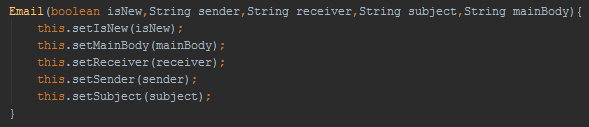 Email(boolean isNew,String sender,String receiver,String subject,String mainBody){
    this.setIsNew(isNew);
    this.setMainBody(mainBody);
    this.setReceiver(receiver);
    this.setSender(sender);
    this.setSubject(subject);
}